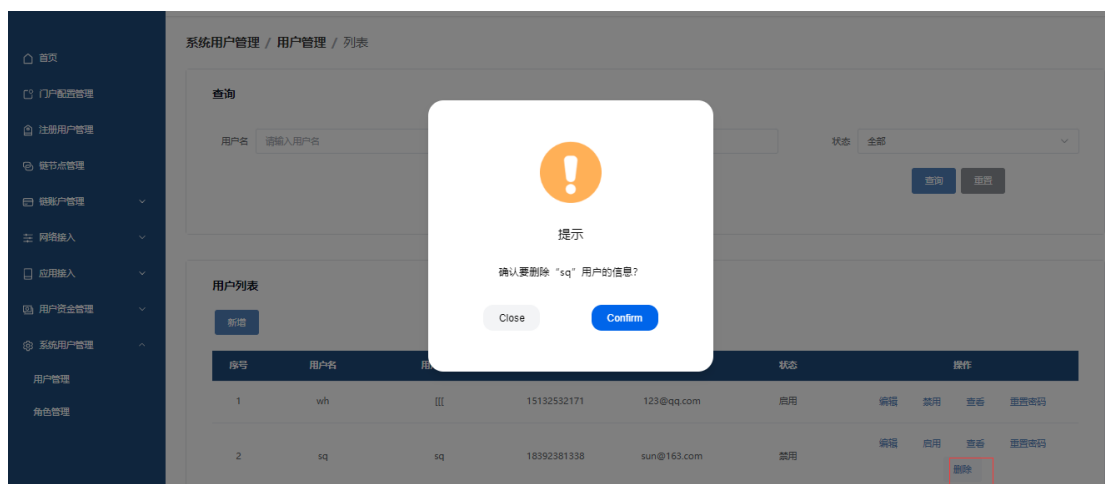 系统用户管理 / 用户管理 / 列表
首页
门户配置管理
注册用户管理
链节点管理
链账户管理
网络接入
应用接入
用户资金管理
系统用户管理
用户管理
角色管理
查询
用户名 请输入用户名 状态 全部
查询 重置
提示
确认要删除“sq”用户的信息?
Close Confirm
用户列表
新增
序号 用户名 状态 操作
1 wh [[[ 15132532171 123@qq.com 启用 编辑 禁用 查看 重置密码
2 sq sq 18392381338 sun@163.com 禁用 编辑 启用 查看 重置密码
删除